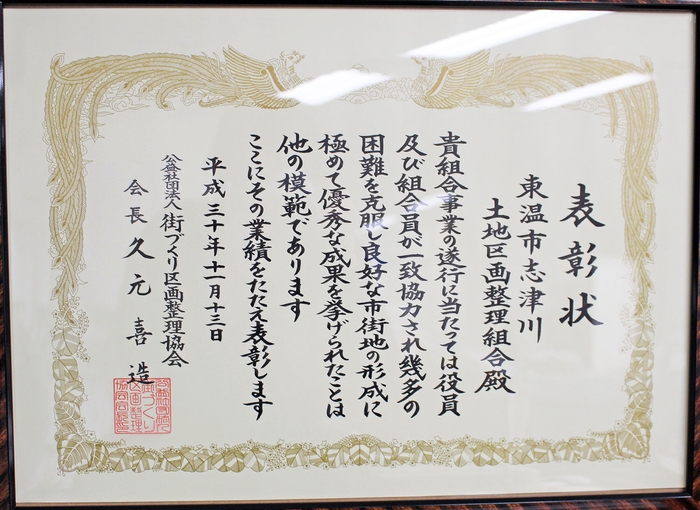 表彰状
東温市志津川
土地区画整理組合殿
貴組合事業の遂行に当たっては役員
及び組合員が一致協力され幾多の
困難を克服し良好な市街地の形成に
極めて優秀な成果を挙げられたことは
他の模範であります
ここにその業績をたたえ表彰します
平成三十年十一月十三日
公益社団法人 街づくり区画整理協会
会長 久元喜造